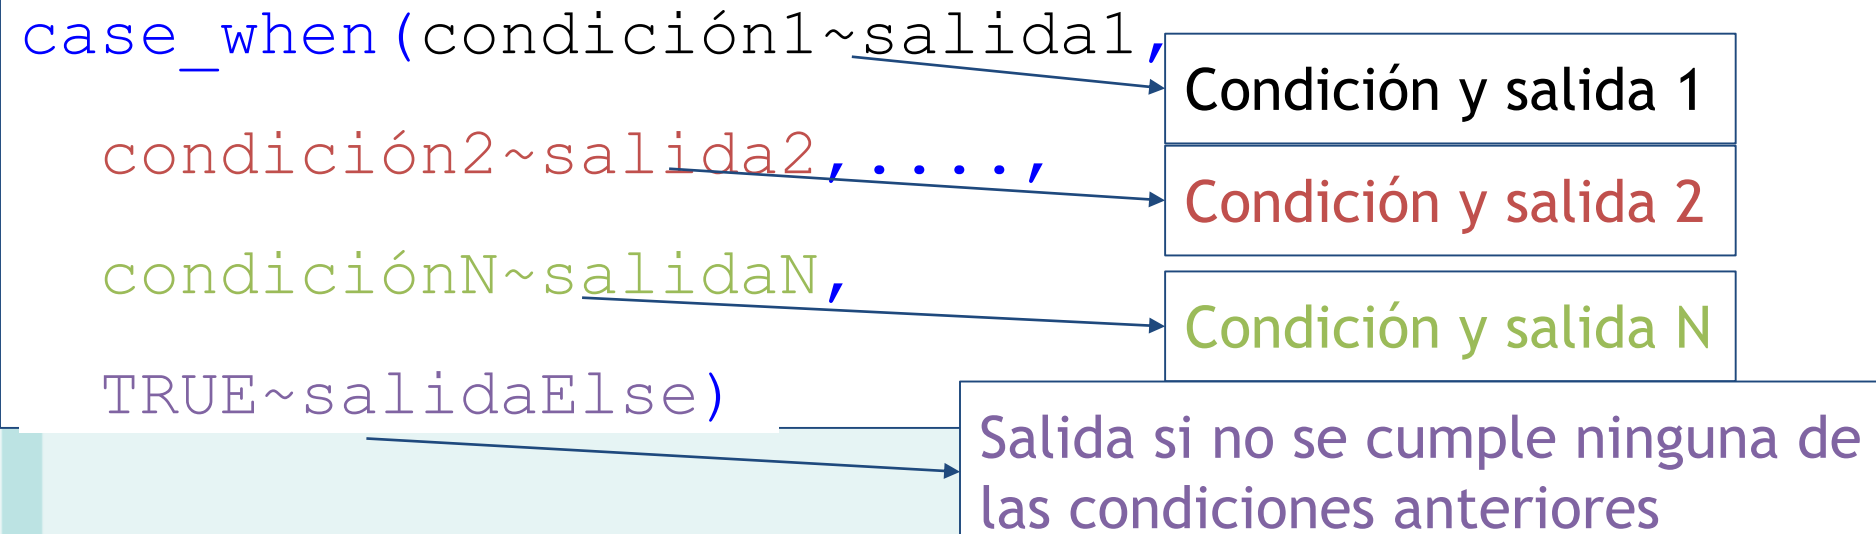 case_when(condición1~salida1,
Condición y salida 1
condición2~salida2,....,
Condición y salida 2
condiciónN~salidaN,
Condición y salida N
TRUE~salidaElse)
Salida si no se cumple ninguna de
las condiciones anteriores